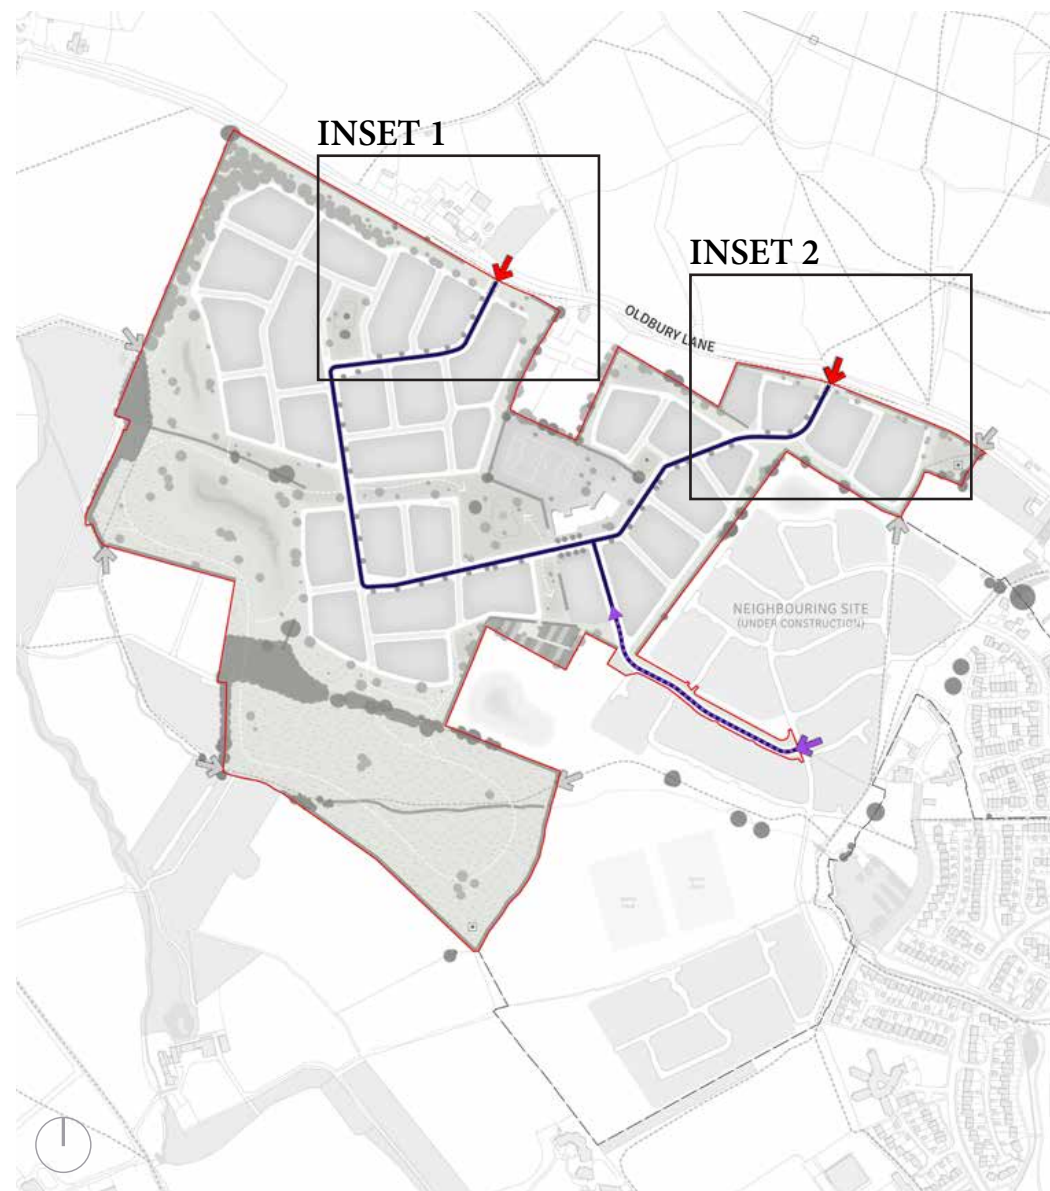 INSET 1
INSET 2
OLDBURY LANE
NEIGHBOURING SITE
(UNDER CONSTRUCTION)